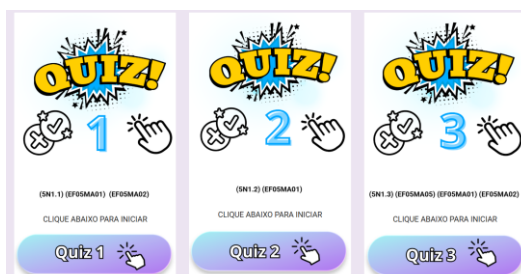 QUIZ!
1
(5N1.1) (EF05MA01) (EF05MA02)
CLIQUE ABAIXO PARA INICIAR
Quiz 1
QUIZ!
2
(5N1.2) (EF05MA01)
CLIQUE ABAIXO PARA INICIAR
Quiz 2
QUIZ!
3
(5N1.3) (EF05MA05) (EF05MA01) (EF05MA02)
CLIQUE ABAIXO PARA INICIAR
Quiz 3